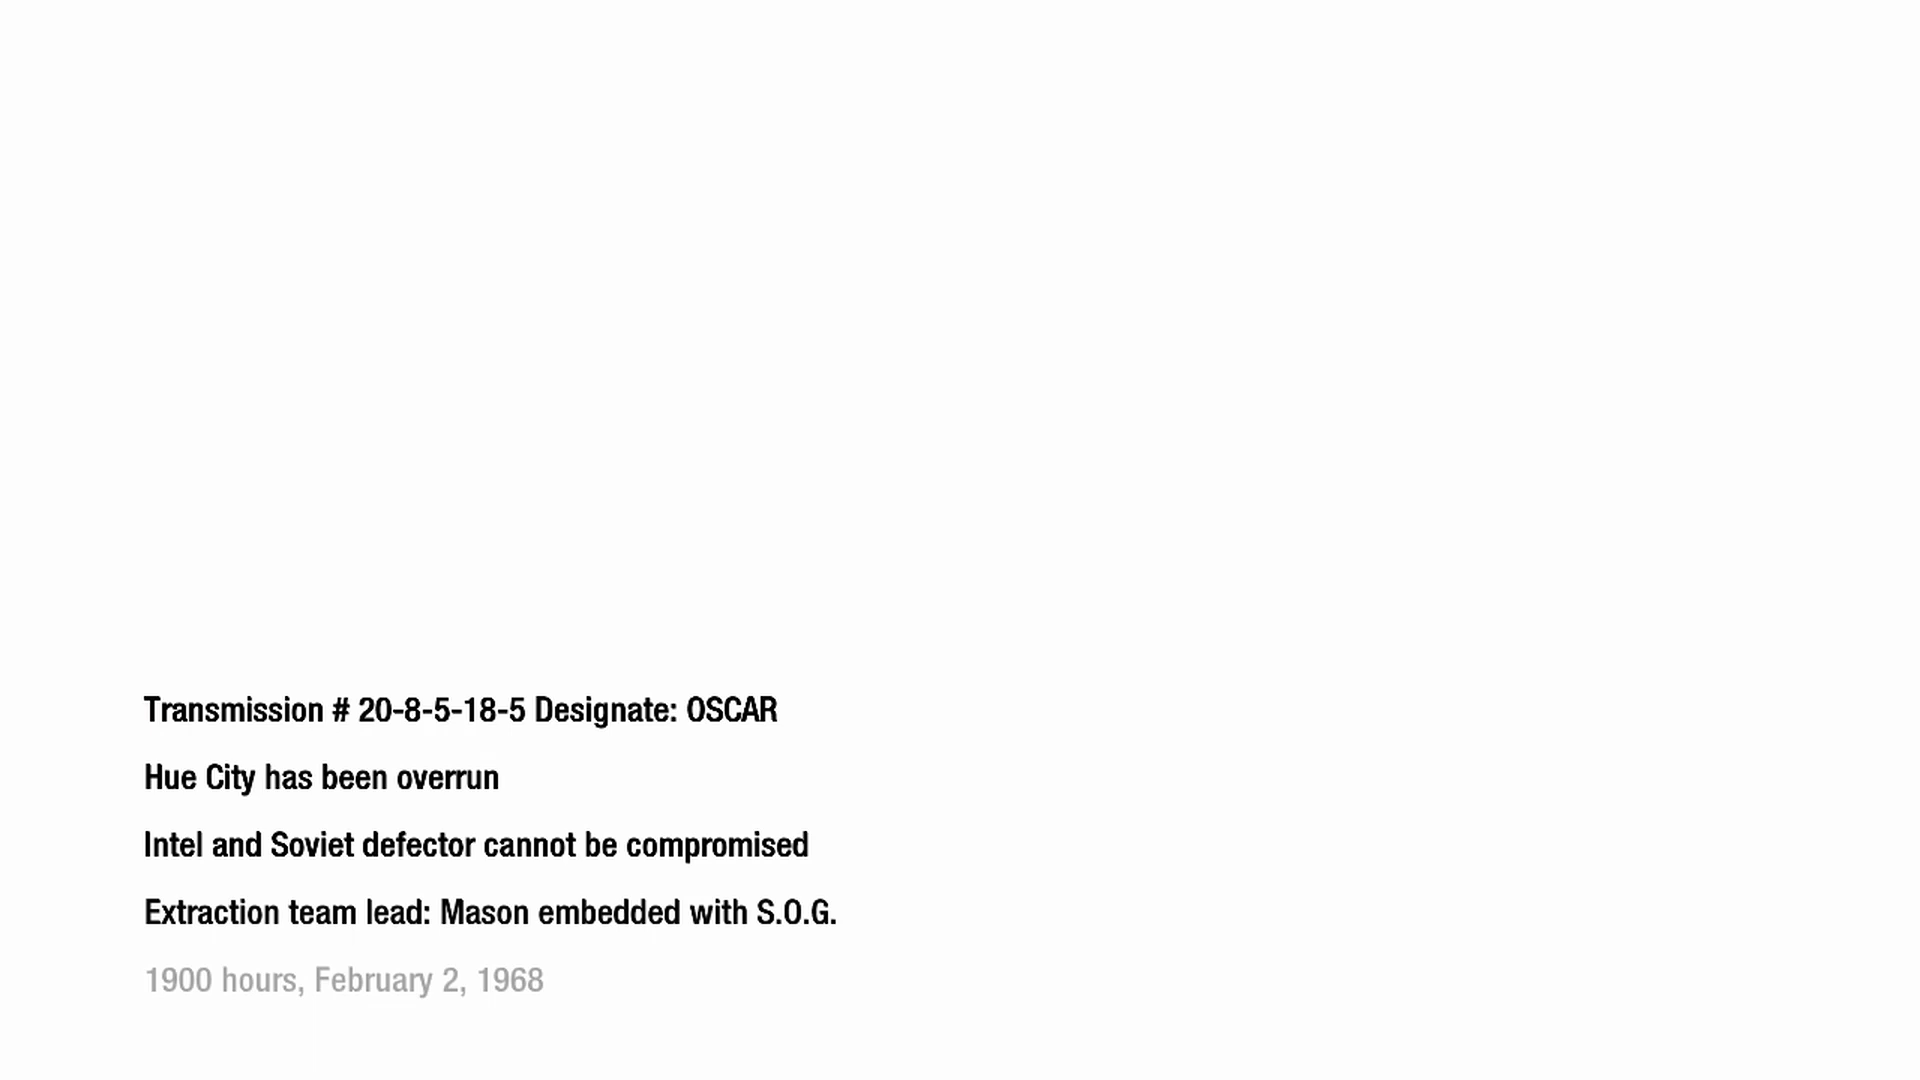 Transmission # 20-8-5-18-5 Designate: OSCAR
Hue City has been overrun
Intel and Soviet defector cannot be compromised
Extraction team lead: Mason embedded with S.O.G.
1900 hours, February 2, 1968